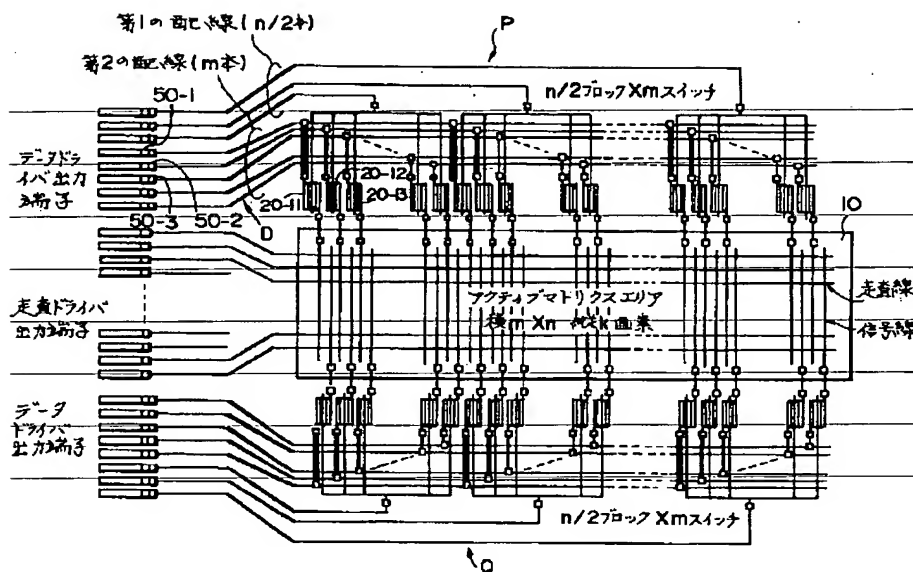 第1の配線(n/2本)
第2の配線(m本)
P
n/2ブロックXmスイッチ
50-1
データドラ
イバ出力
端子
20-12
20-11
20-13
50-3
50-2
D
10
走査ドライバ
出力端子
アクティブマトリクスエリア
横mXn 縦k画素
走査線
信号線
データ
ドライバ
出力端子
n/2ブロックXmスイッチ
Q